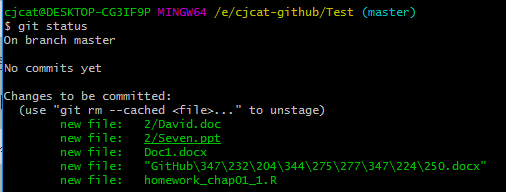 cjcat@DESKTOP-CG3IF9P MINGW64 /e/cjcat-github/Test (master)
$ git status
On branch master
No commits yet
Changes to be committed:
(use "git rm --cached <file>..." to unstage)
new file: 2/David.doc
new file: 2/Seven.ppt
new file: Doc1.docx
new file: "GitHub\347\232\204\344\275\277\347\224\250.docx"
new file: homework_chap01_1.R